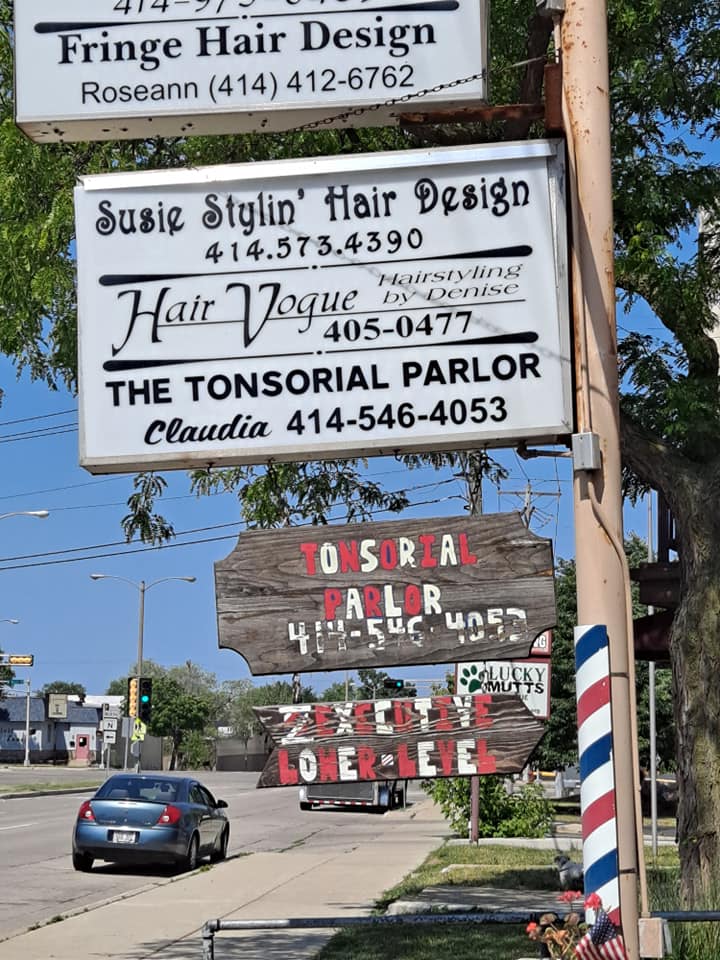 Fringe Hair Design
Roseann (414) 412-6762
Susie Stylin' Hair Design
414.573.4390
Hair Vogue Hairstyling
by Denise
405-0477
THE TONSORIAL PARLOR
Claudia 414-546-4053
TONSORIAL
PARLOR
414-546-4053
LUCKY
MUTTS
EXECUTIVE
LOWER LEVEL
N